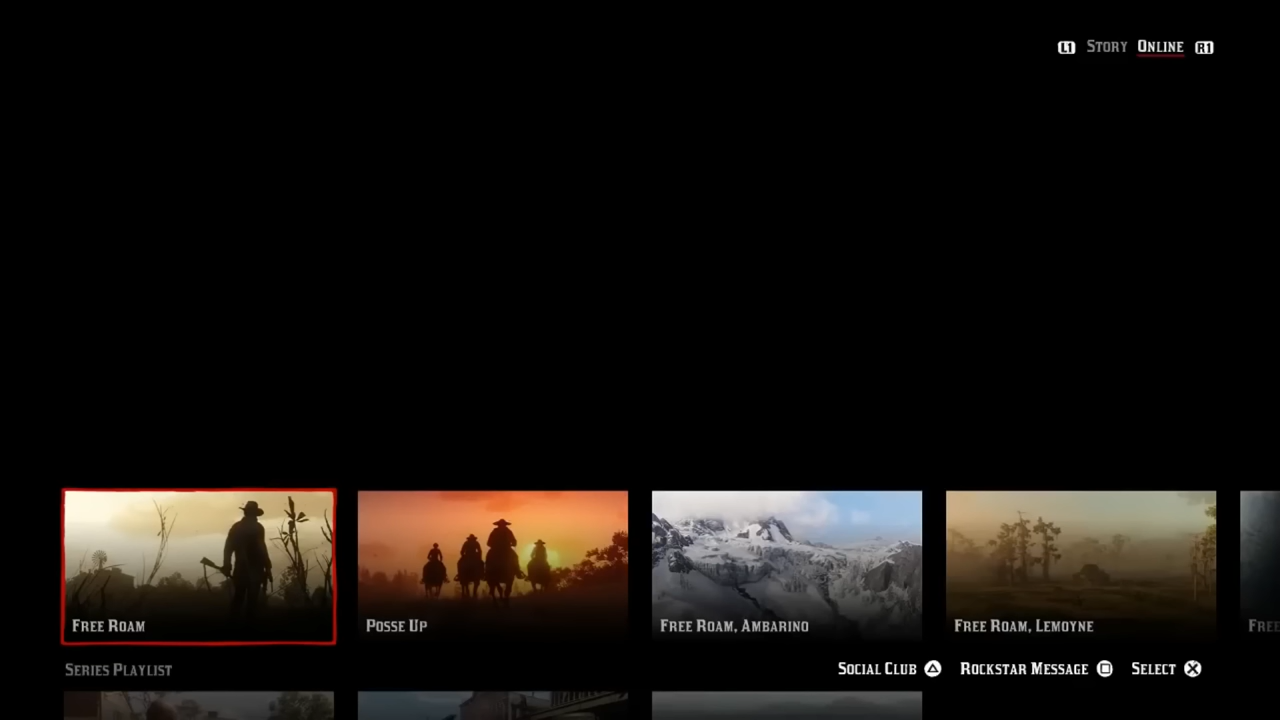 L1 STORY ONLINE R1
FREE ROAM
POSSE UP
FREE ROAM, AMBARINO
FREE ROAM, LEMOYNE
FREE
SERIES PLAYLIST
SOCIAL CLUB
ROCKSTAR MESSAGE
SELECT